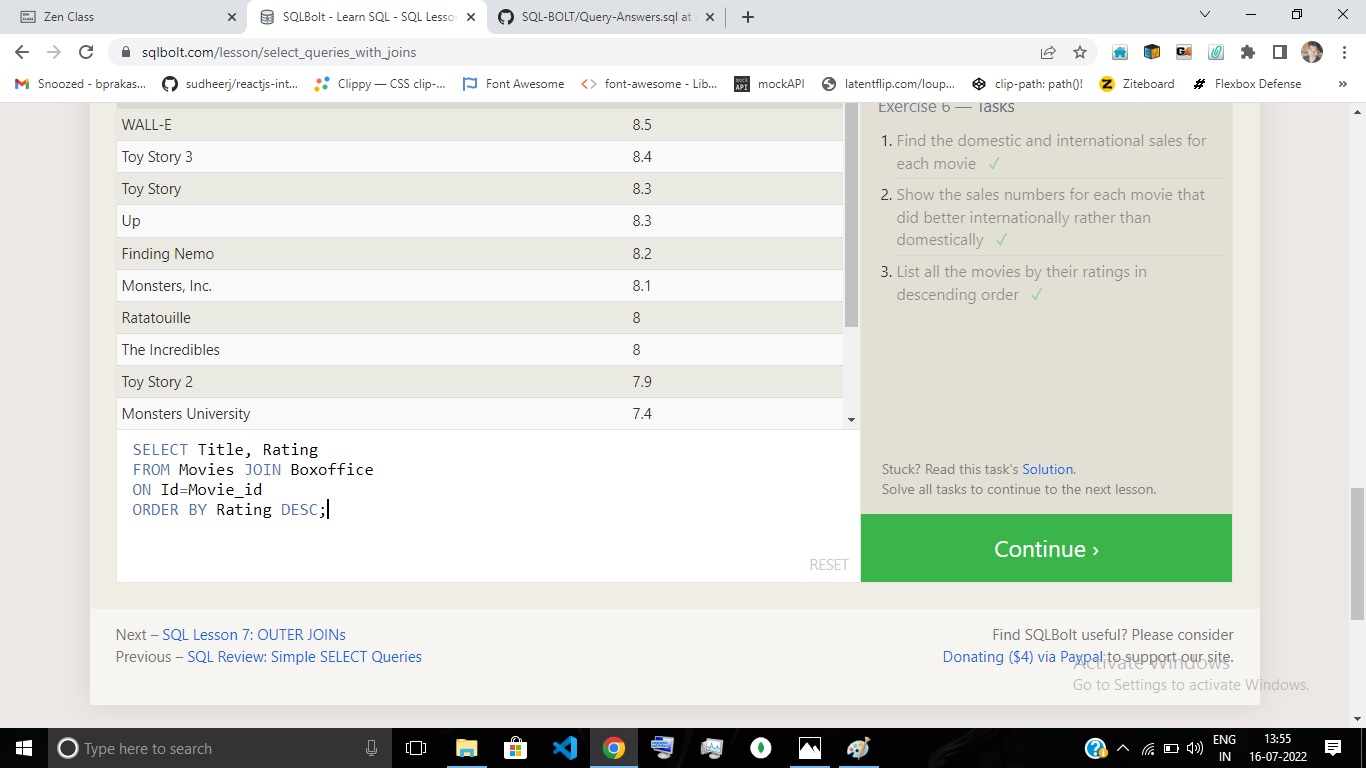 Zen Class
SQLBolt - Learn SQL - SQL Lesson
SQL-BOLT/Query-Answers.sql at
sqlbolt.com/lesson/select_queries_with_joins
Snoozed - bprakas...
sudheerj/reactjs-int...
Clippy — CSS clip-...
Font Awesome
font-awesome - Lib...
mockAPI
latentflip.com/loup...
clip-path: path()!
Ziteboard
Flexbox Defense
»
WALL-E 8.5
Toy Story 3 8.4
Toy Story 8.3
Up 8.3
Finding Nemo 8.2
Monsters, Inc. 8.1
Ratatouille 8
The Incredibles 8
Toy Story 2 7.9
Monsters University 7.4
SELECT Title, Rating
FROM Movies JOIN Boxoffice
ON Id=Movie_id
ORDER BY Rating DESC;
RESET
Exercise 6 — Tasks
1. Find the domestic and international sales for
each movie ✓
2. Show the sales numbers for each movie that
did better internationally rather than
domestically ✓
3. List all the movies by their ratings in
descending order ✓
Stuck? Read this task's Solution.
Solve all tasks to continue to the next lesson.
Continue ›
Next – SQL Lesson 7: OUTER JOINs
Previous – SQL Review: Simple SELECT Queries
Find SQLBolt useful? Please consider
Donating ($4) via Paypal to support our site.
Activate Windows
Go to Settings to activate Windows.
Type here to search
ENG
IN
13:55
16-07-2022